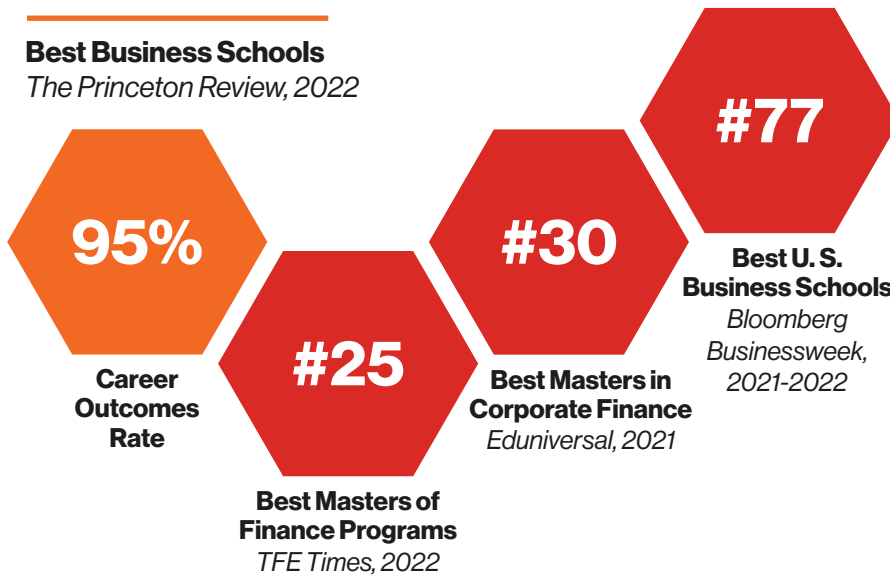 Best Business Schools
The Princeton Review, 2022
95%
Career
Outcomes
Rate
#25
Best Masters of
Finance Programs
TFE Times, 2022
#30
Best Masters in
Corporate Finance
Eduniversal, 2021
#77
Best U. S.
Business Schools
Bloomberg
Businessweek,
2021-2022